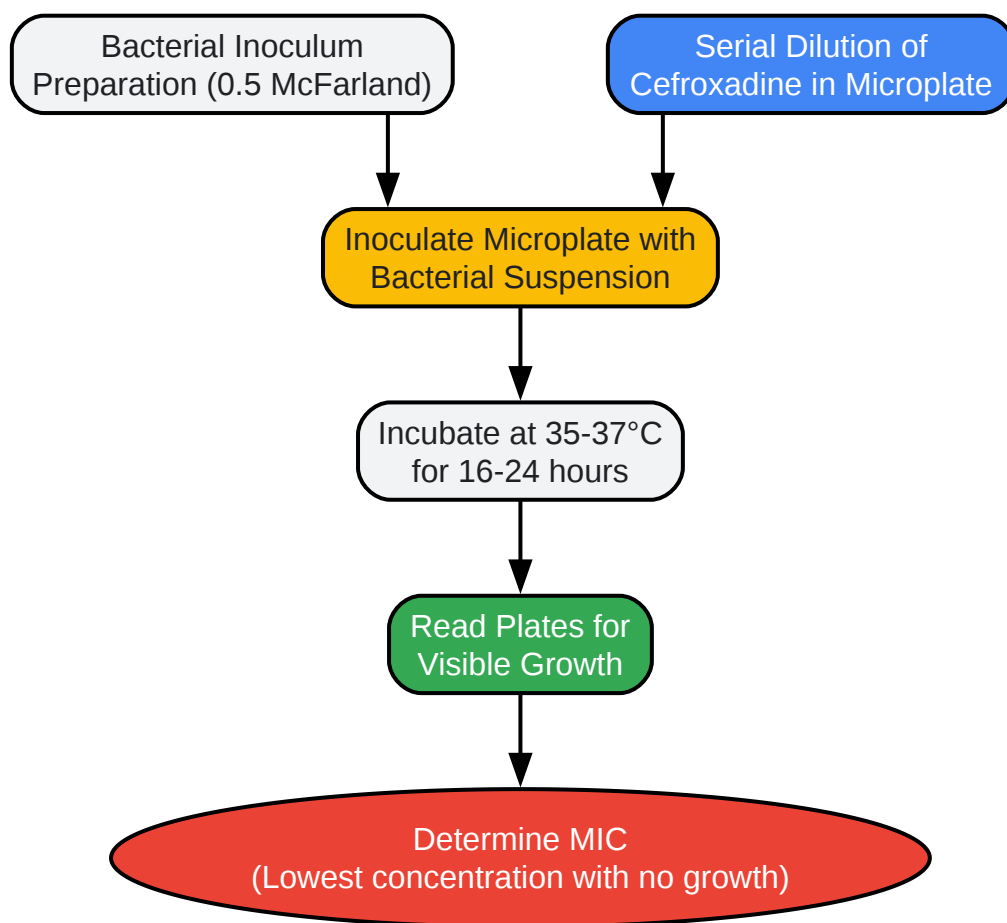 Bacterial Inoculum
Preparation (0.5 McFarland)
Serial Dilution of
Cefroxadine in Microplate
Inoculate Microplate with
Bacterial Suspension
Incubate at 35-37°C
for 16-24 hours
Read Plates for
Visible Growth
Determine MIC
(Lowest concentration with no growth)